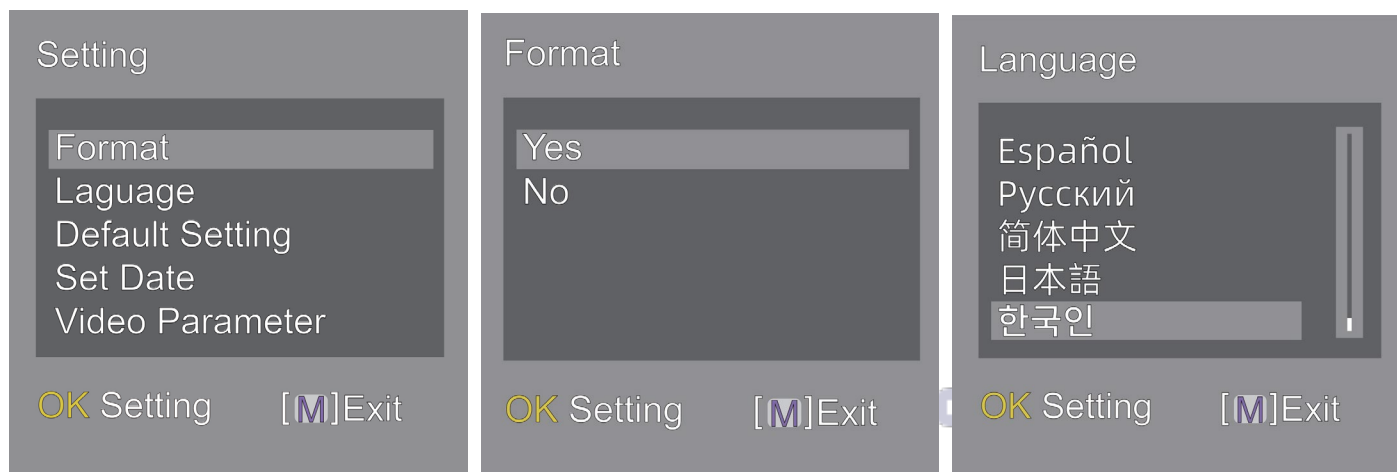 Setting
Format
Laguage
Default Setting
Set Date
Video Parameter
OK Setting [M]Exit
Format
Yes
No
OK Setting [M]Exit
Language
Español
Русский
简体中文
日本語
한국인
OK Setting [M]Exit